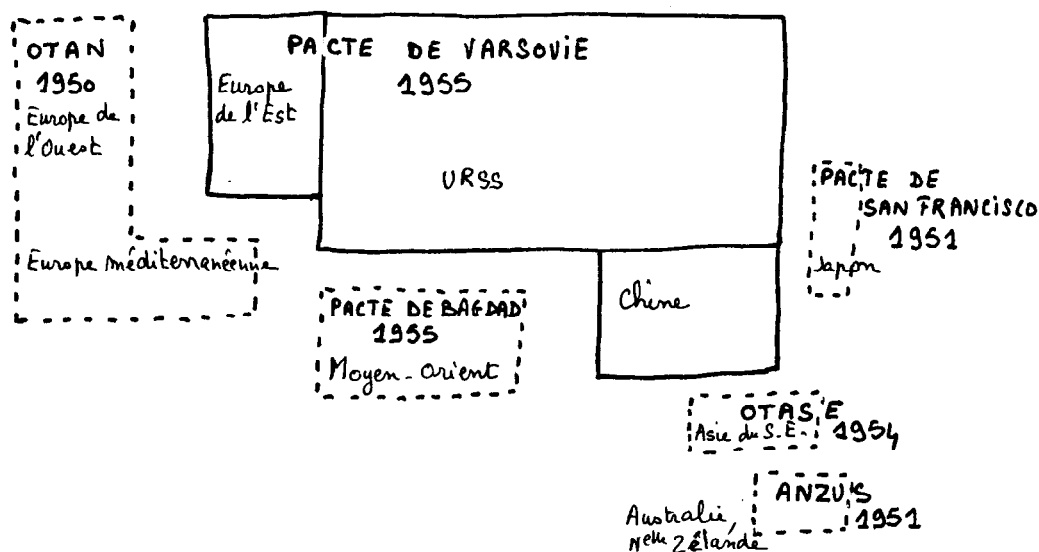 OTAN
1950
Europe de
l'Ouest
Europe méditerranéenne
PACTE DE VARSOVIE
1955
Europe
de l'Est
URSS
PACTE DE
SAN FRANCISCO
1951
Japon
Chine
PACTE DE BAGDAD
1955
Moyen-Orient
OTASE
Asie du S.E.
1954
ANZUS
1951
Australie,
Nelle Zélande